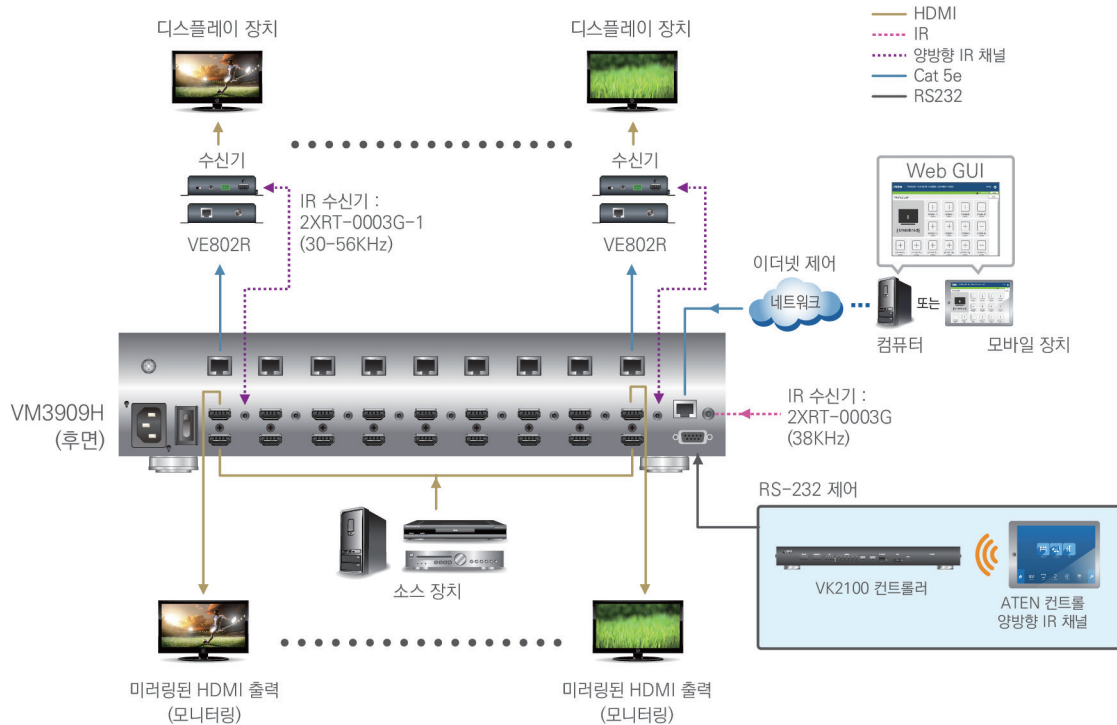 디스플레이 장치
디스플레이 장치
HDMI
IR
양방향 IR 채널
Cat 5e
RS232
수신기
수신기
IR 수신기 :
2XRT-0003G-1
(30-56KHz)
VE802R
VE802R
Web GUI
이더넷 제어
네트워크
또는
컴퓨터
모바일 장치
VM3909H
(후면)
IR 수신기 :
2XRT-0003G
(38KHz)
RS-232 제어
소스 장치
VK2100 컨트롤러
ATEN 컨트롤
양방향 IR 채널
미러링된 HDMI 출력
(모니터링)
미러링된 HDMI 출력
(모니터링)